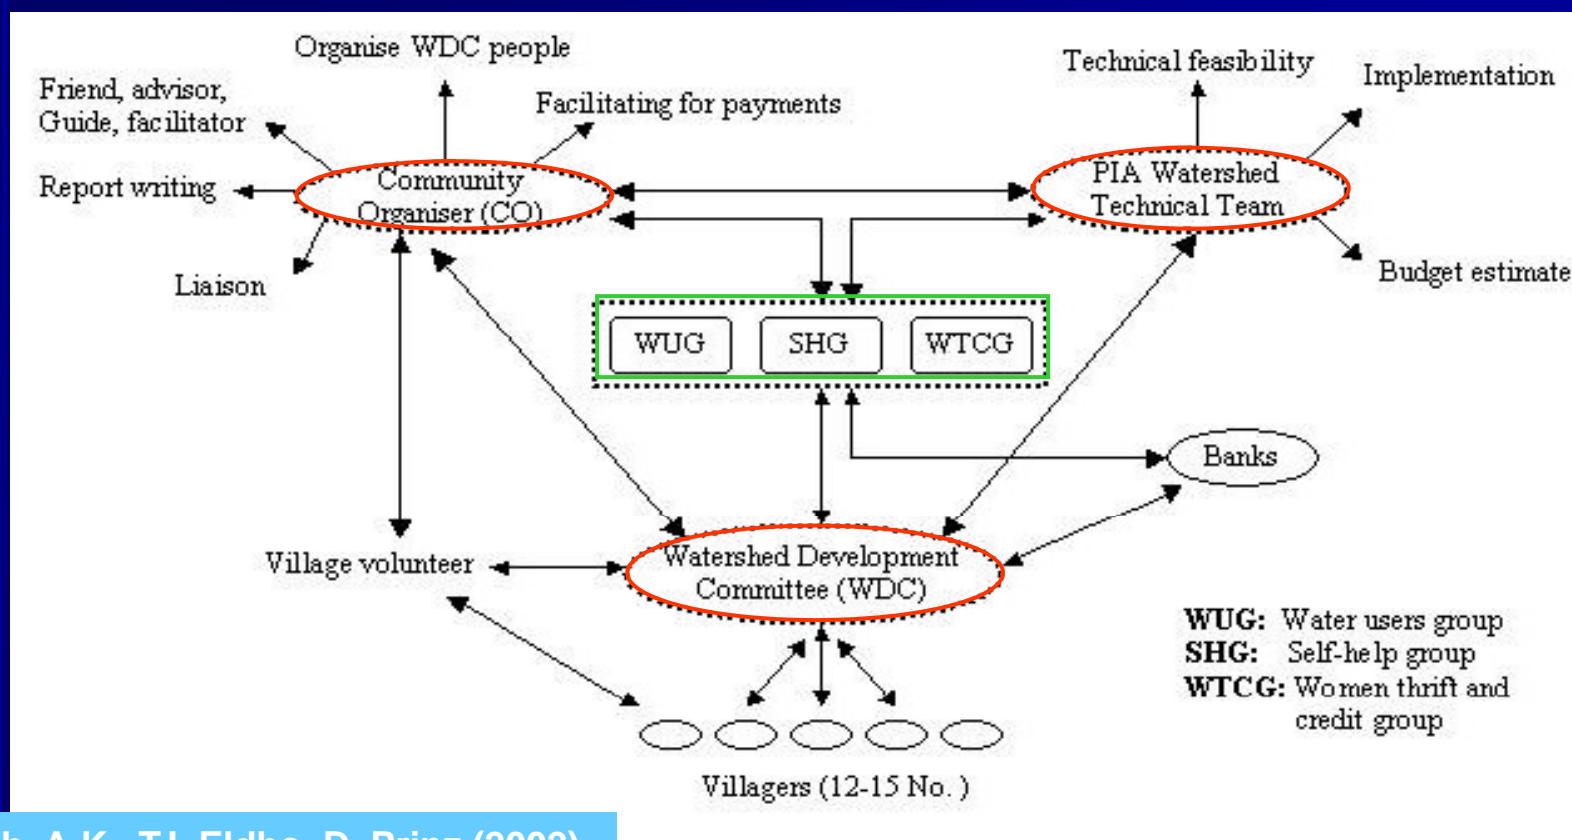 Organise WDC people
Friend, advisor,
Guide, facilitator
Facilitating for payments
Report writing
Community
Organiser (CO)
Liaison
Technical feasibility
Implementation
PIA Watershed
Technical Team
Budget estimate
WUG
SHG
WTCG
Banks
Village volunteer
Watershed Development
Committee (WDC)
WUG: Water users group
SHG: Self-help group
WTCG: Women thrift and
credit group
Villagers (12-15 No. )
A.K., T.I. Eldho, D. Prinz